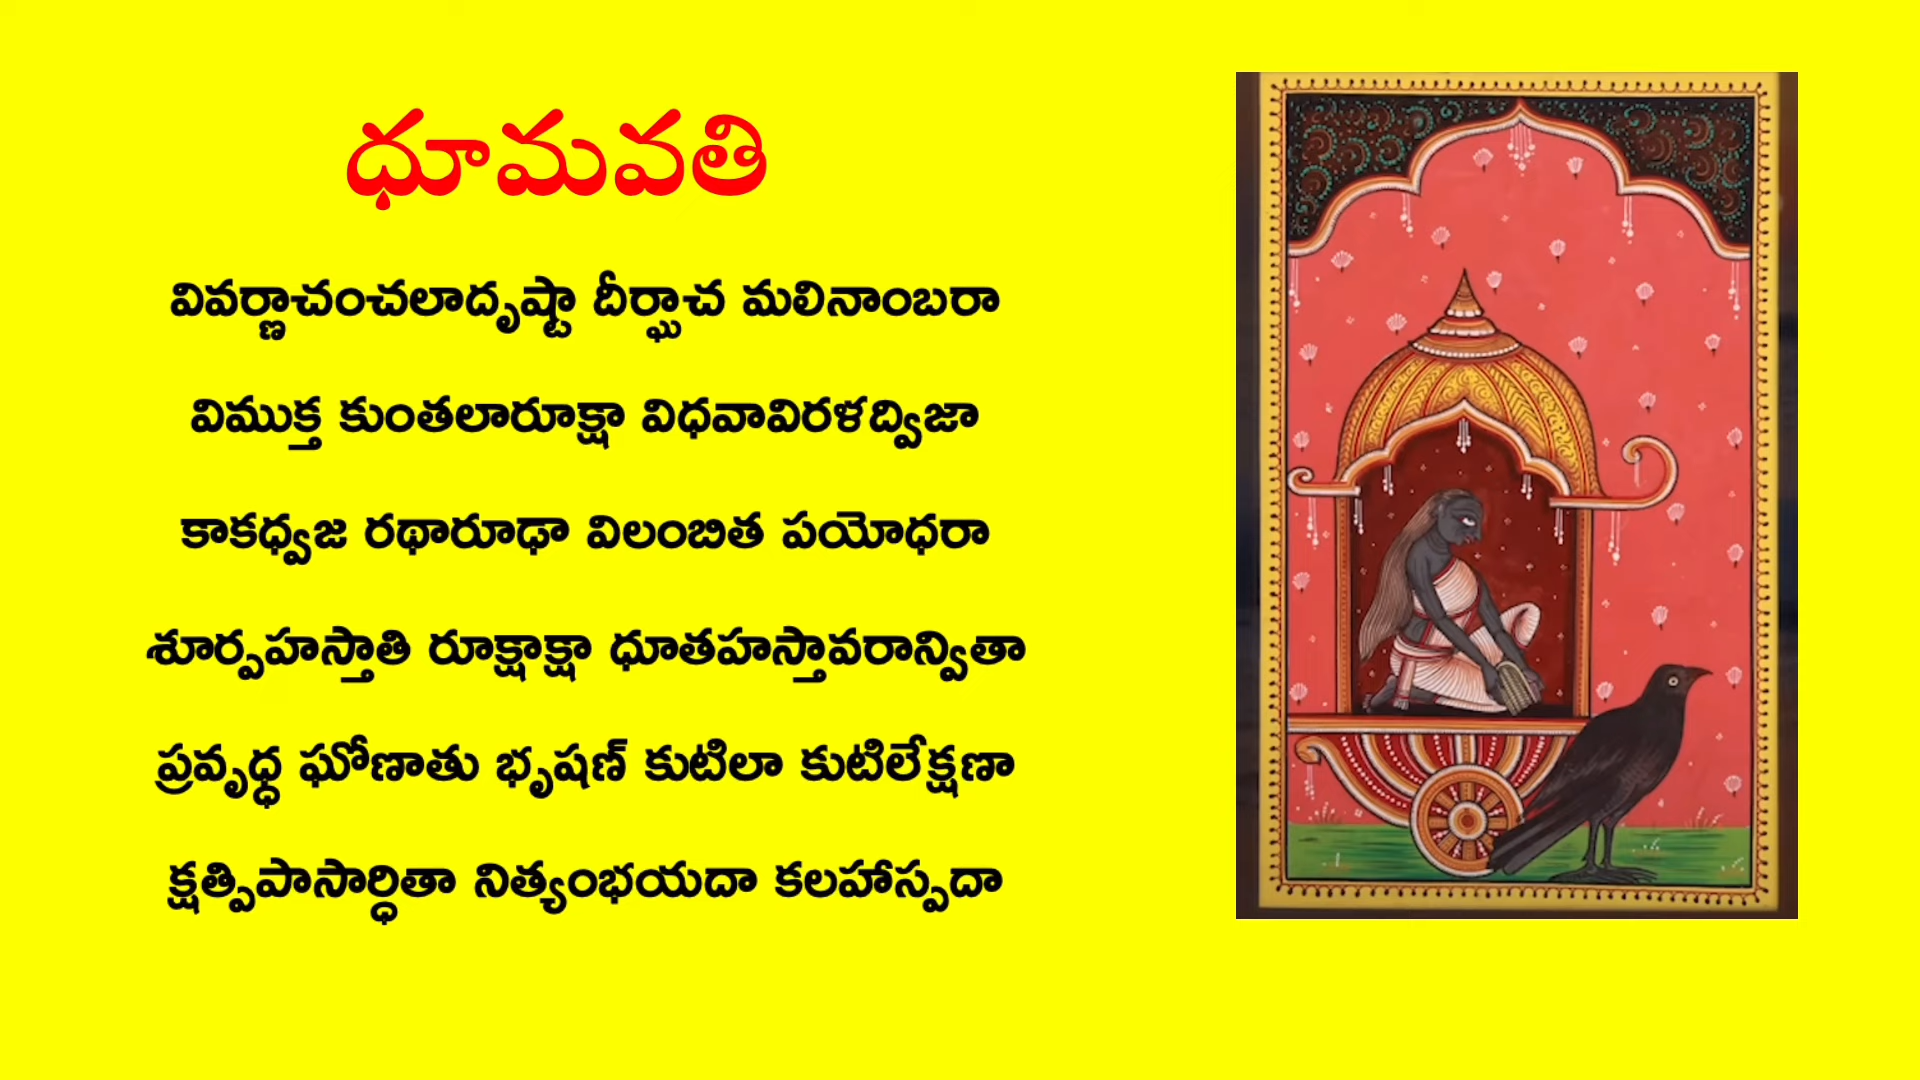 ధూమవతి
వివర్ణాచంచలాదృష్టా దీర్ఘాచ మలినాంబరా
విముక్త కుంతలారూక్షా విధవావిరళద్విజా
కాకధ్వజ రథారూఢా విలంబిత పయోధరా
శూర్పహస్తాతి రూక్షాక్షా ధూతహస్తావరాన్వితా
ప్రవృధ్ధ ఘోణాతు భృషణ్ కుటిలా కుటిలేక్షణా
క్షత్పిపాసార్ధితా నిత్యంభయదా కలహాస్పదా